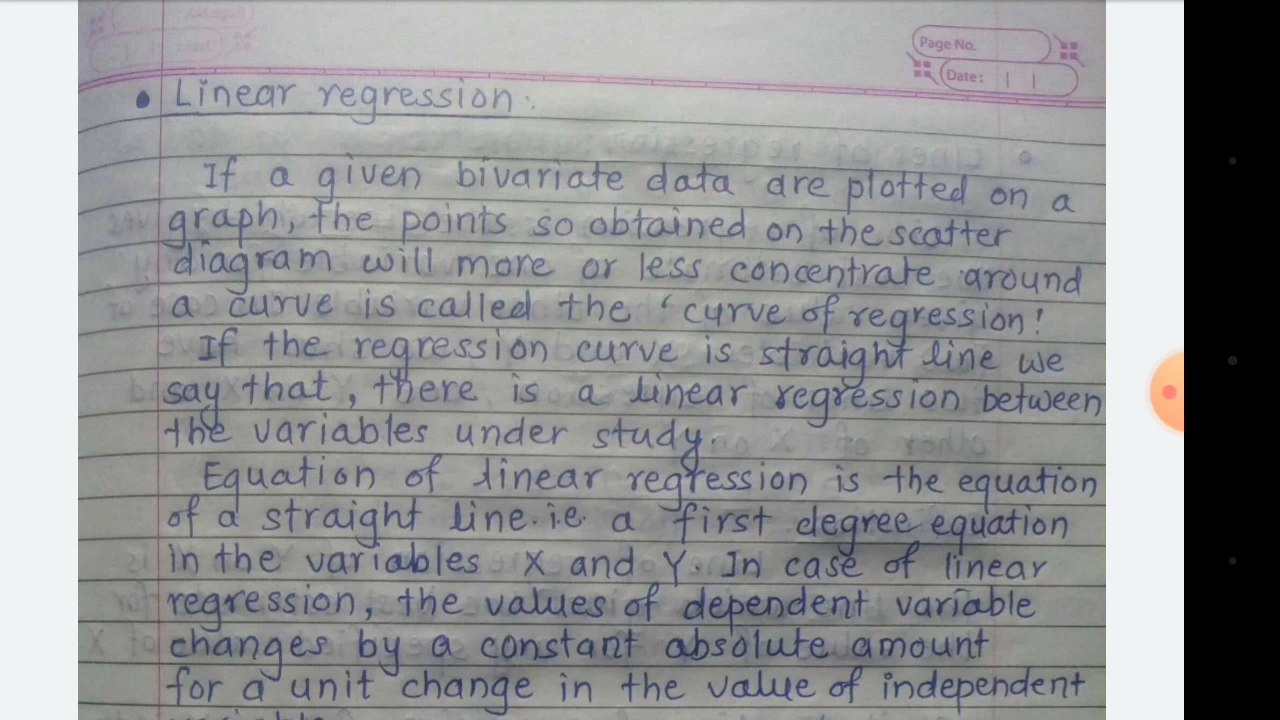 Page No.
Date:
• Linear regression:
If a given bivariate data are plotted on a
graph, the points so obtained on the scatter
diagram will more or less concentrate around
a curve is called the 'curve of regression!
If the regression curve is straight line we
say that, there is a linear regression between
the variables under study.
Equation of linear regression is the equation
of a straight line. i.e. a first degree equation
in the variables X and Y. In case of linear
regression, the values of dependent variable
changes by a constant absolute amount
for a unit change in the value of independent